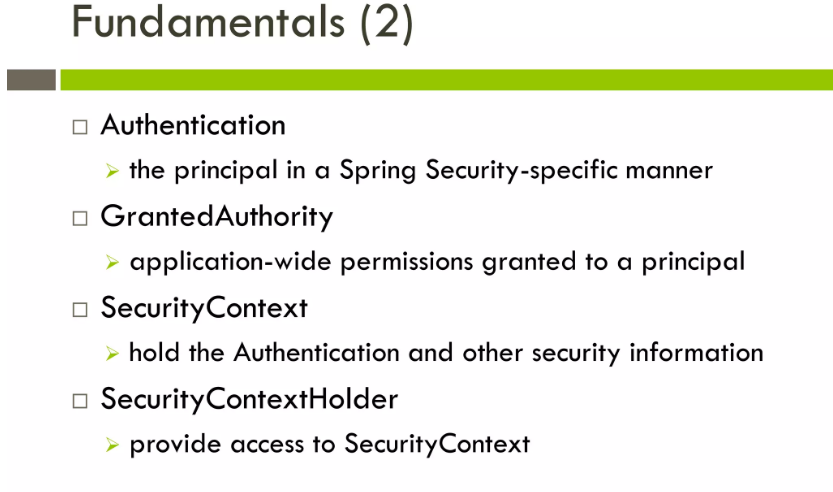 Fundamentals (2)
Authentication
the principal in a Spring Security-specific manner
GrantedAuthority
application-wide permissions granted to a principal
SecurityContext
hold the Authentication and other security information
SecurityContextHolder
provide access to SecurityContext